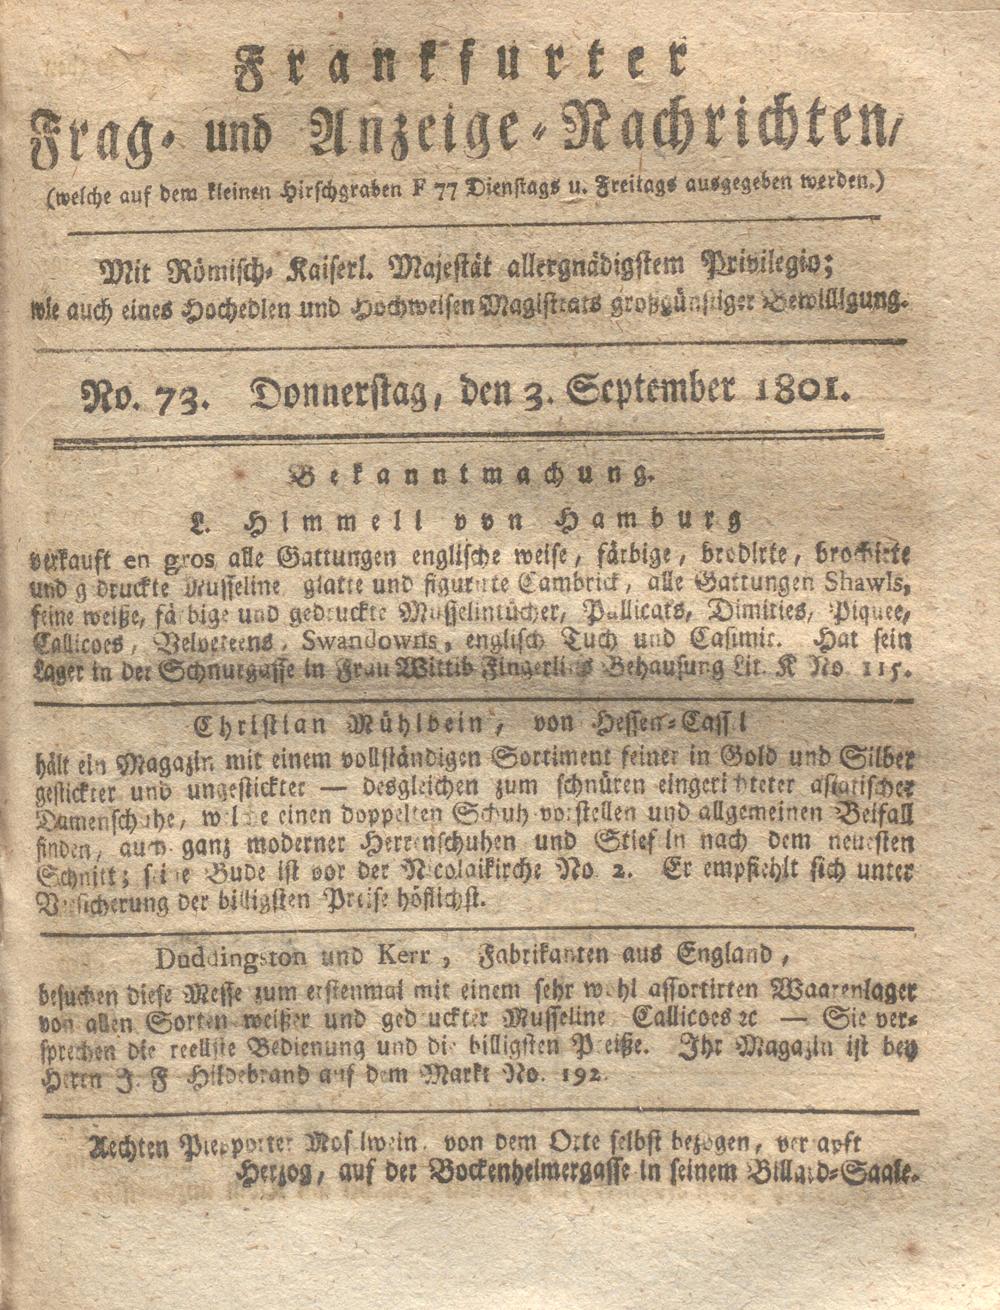 Frankfurter
Frag- und Anzeige-Nachrichten,
(welche auf dem kleinen Hirschgraben F 77 Dienstags u. Freitags ausgegeben werden.)
Mit Römisch-Kaiserl. Majestät allergnädigstem Privilegio;
wie auch eines Hochedlen und Hochweisen Magistrats großgünstiger Bewilligung.
No. 73. Donnerstag, den 3. September 1801.
Bekanntmachung.
L. Himmell von Hamburg
verkauft en gros alle Gattungen englische weise, färbige, brodirte, brochirte
und gedruckte Musseline glatte und figurirte Cambrick, alle Gattungen Shawls,
feine weiße, färbige und gedruckte Musselintücher, Pullicats, Dimities, Piquee,
Callicoes, Velveteens, Swandowns, englisch Tuch und Casimir. Hat sein
Lager in der Schnurgasse in Frau Wittib Fingerlings Behausung Lit. K No. 115.
Christian Mühlbein, von Hessen-Cassel
hält ein Magazin mit einem vollständigen Sortiment feiner in Gold und Silber
gestickter und ungestickter — desgleichen zum schnüren eingerichteter asiatischer
Damenschuhe, welche einen doppelten Schuh vorstellen und allgemeinen Beifall
finden, auch ganz moderner Herrenschuhen und Stiefeln nach dem neuesten
Schnitt; seine Bude ist vor der Nicolaikirche No. 2. Er empfiehlt sich unter
Versicherung der billigsten Preise höflichst.
Duddingston und Kerr, Fabrikanten aus England,
besuchen diese Messe zum erstenmal mit einem sehr wohl assortirten Waarenlager
von allen Sorten weißer und gedruckter Musseline Callicoes ꝛc — Sie ver-
sprechen die reellste Bedienung und die billigsten Preiße. Ihr Magazin ist bey
Herrn J. F Hildebrand auf dem Markt No. 192.
Aechten Piepporter Moslwein, von dem Orte selbst bezogen, verkapft
Herzog, auf der Bockenheimergasse in seinem Billard-Saale.